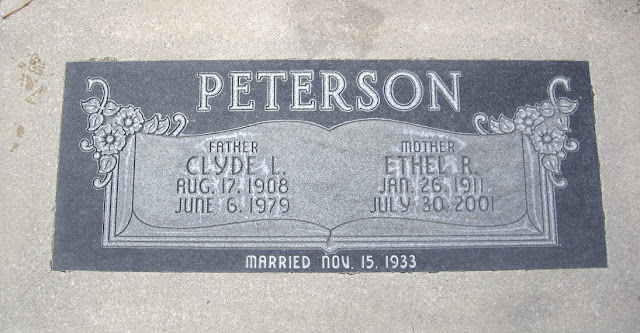 PETERSON
FATHER
CLYDE L.
AUG. 17, 1908
JUNE 6, 1979
MOTHER
ETHEL R.
JAN. 26, 1911
JULY 30, 2001
MARRIED NOV. 15, 1933